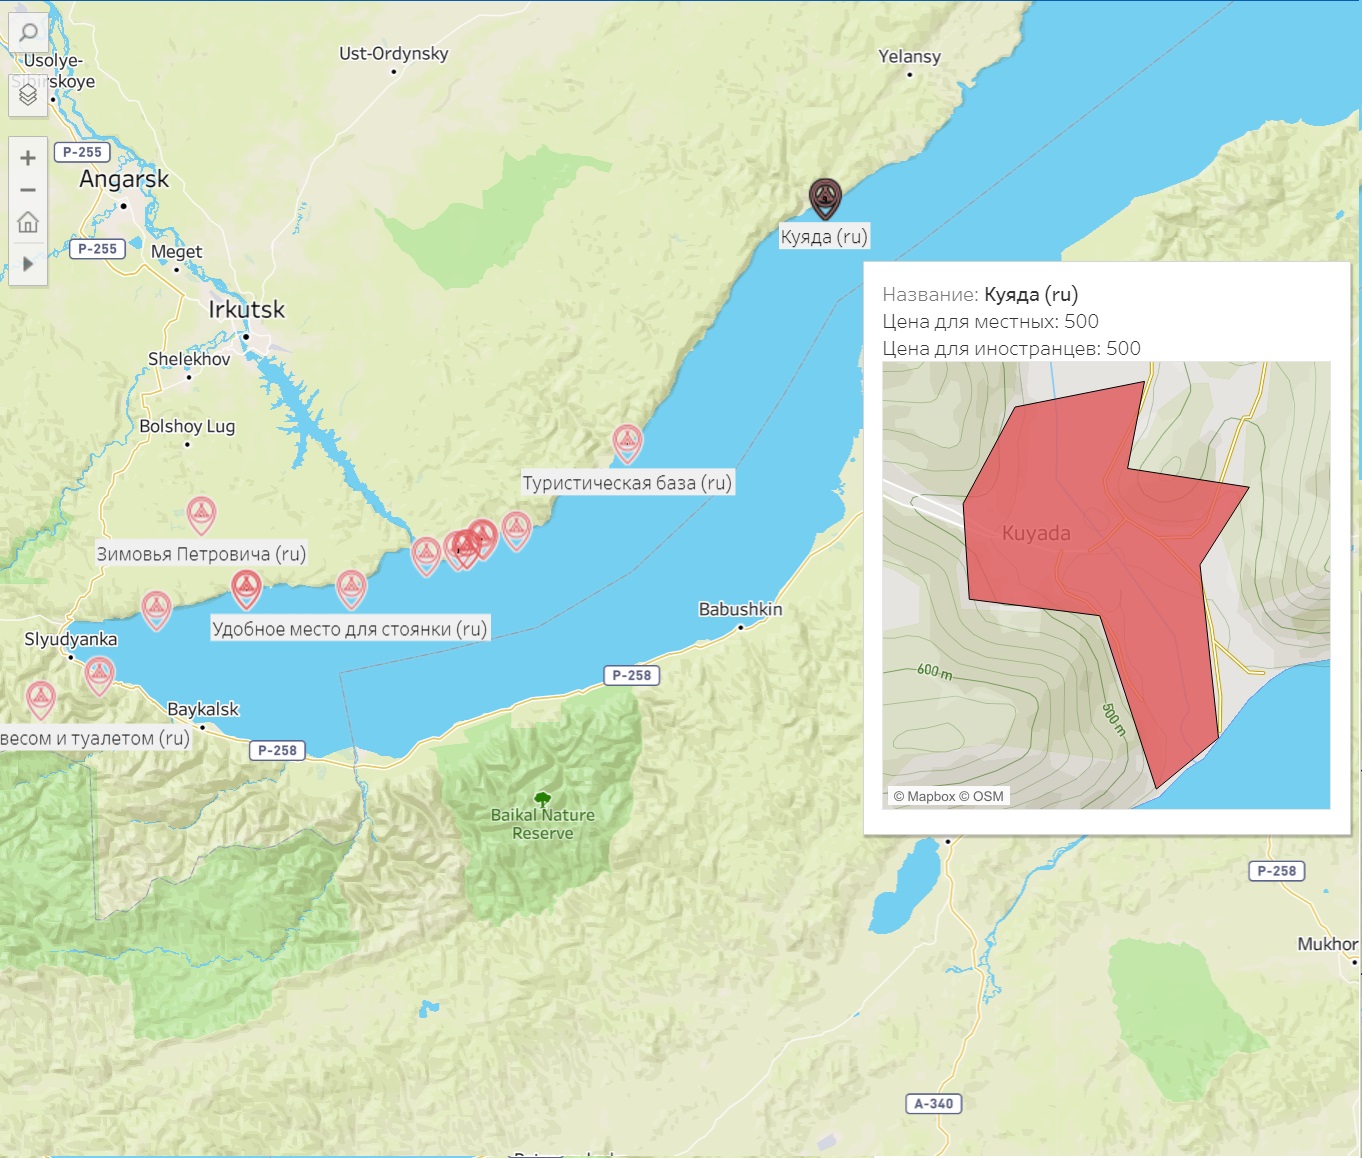 Usolye-
Sibirskoye
Ust-Ordynsky
Yelansy
P-255
Angarsk
P-255
Meget
Irkutsk
Shelekhov
Bolshoy Lug
Куяда (ru)
Туристическая база (ru)
Зимовья Петровича (ru)
Удобное место для стоянки (ru)
Slyudyanka
Baykalsk
весом и туалетом (ru)
P-258
P-258
Babushkin
Baikal Nature
Reserve
Название: Куяда (ru)
Цена для местных: 500
Цена для иностранцев: 500
Kuyada
600 m
500 m
© Mapbox © OSM
P-258
Mukhor
A-340